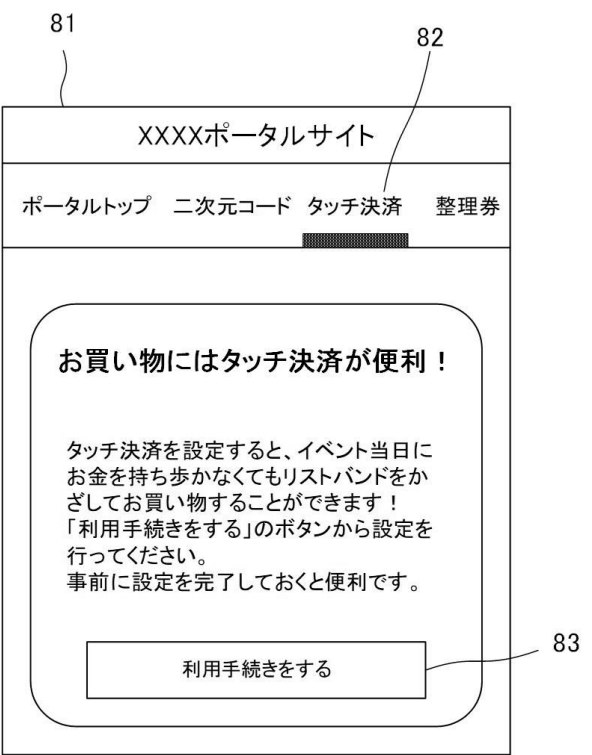 81
82
XXXXポータルサイト
ポータルトップ 二次元コード タッチ決済 整理券
お買い物にはタッチ決済が便利！
タッチ決済を設定すると、イベント当日に
お金を持ち歩かなくてもリストバンドをか
ざしてお買い物することができます！
「利用手続きをする」のボタンから設定を
行ってください。
事前に設定を完了しておくと便利です。
利用手続きをする
83